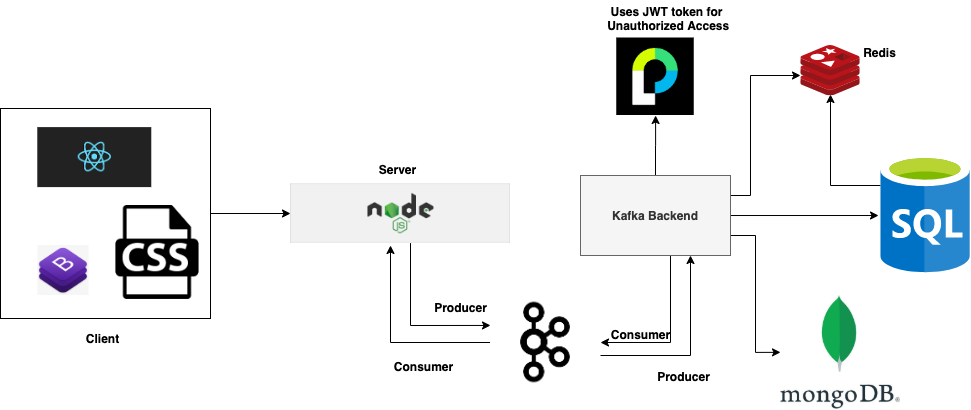 Uses JWT token for
Unauthorized Access
Redis
Server
node
JS
Kafka Backend
SQL
B
CSS
Client
Producer
Consumer
Consumer
Producer
mongoDB®